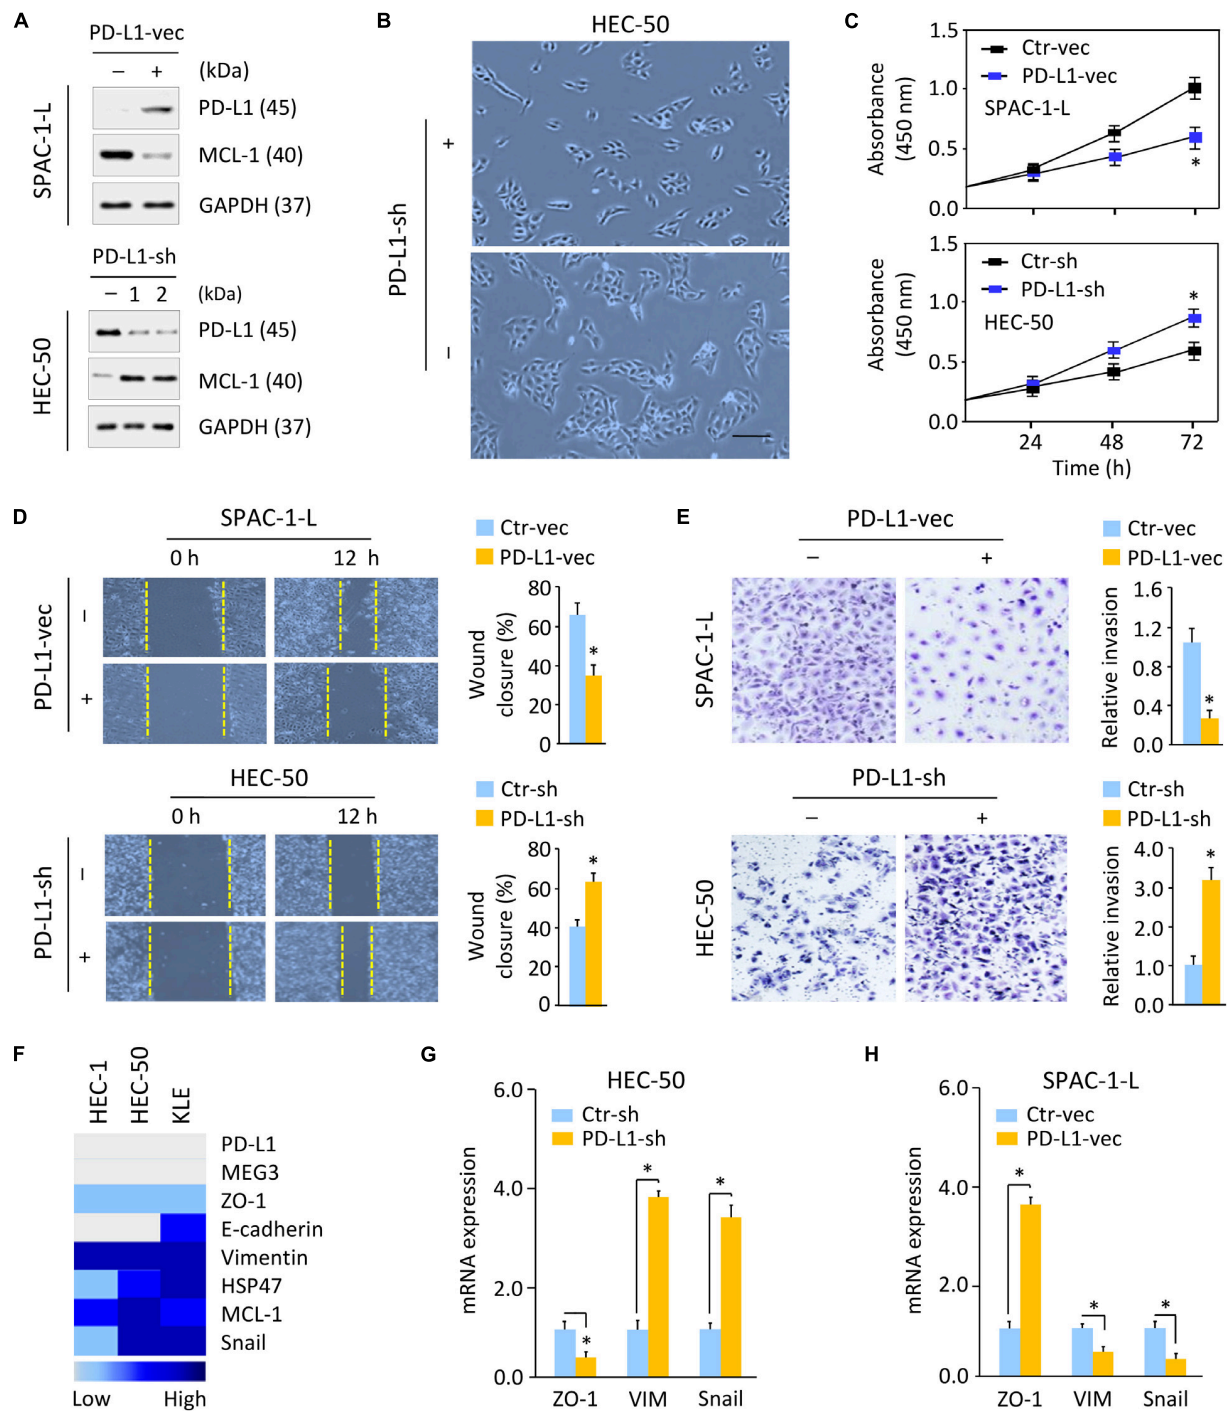 A
PD-L1-vec
– + (kDa)
SPAC-1-L
PD-L1 (45)
MCL-1 (40)
GAPDH (37)
PD-L1-sh
– 1 2 (kDa)
HEC-50
PD-L1 (45)
MCL-1 (40)
GAPDH (37)
B
HEC-50
PD-L1-sh
+
–
C
Absorbance
(450 nm)
1.5
1.0
0.5
0.0
Ctr-vec
PD-L1-vec
SPAC-1-L
*
Absorbance
(450 nm)
1.5
1.0
0.5
0.0
Ctr-sh
PD-L1-sh
HEC-50
*
24 48 72
Time (h)
D
SPAC-1-L
0 h 12 h
PD-L1-vec
–
+
Ctr-vec
PD-L1-vec
Wound
closure (%)
80
60
40
20
0
*
HEC-50
0 h 12 h
PD-L1-sh
–
+
Ctr-sh
PD-L1-sh
Wound
closure (%)
80
60
40
20
0
*
E
PD-L1-vec
– +
SPAC-1-L
Ctr-vec
PD-L1-vec
Relative invasion
1.6
1.2
0.8
0.4
0.0
*
PD-L1-sh
– +
HEC-50
Ctr-sh
PD-L1-sh
Relative invasion
4.0
3.0
2.0
1.0
0.0
*
F
HEC-1
HEC-50
KLE
PD-L1
MEG3
ZO-1
E-cadherin
Vimentin
HSP47
MCL-1
Snail
Low High
G
HEC-50
Ctr-sh
PD-L1-sh
mRNA expression
6.0
4.0
2.0
0.0
* * *
ZO-1 VIM Snail
H
SPAC-1-L
Ctr-vec
PD-L1-vec
mRNA expression
6.0
4.0
2.0
0.0
* * *
ZO-1 VIM Snail